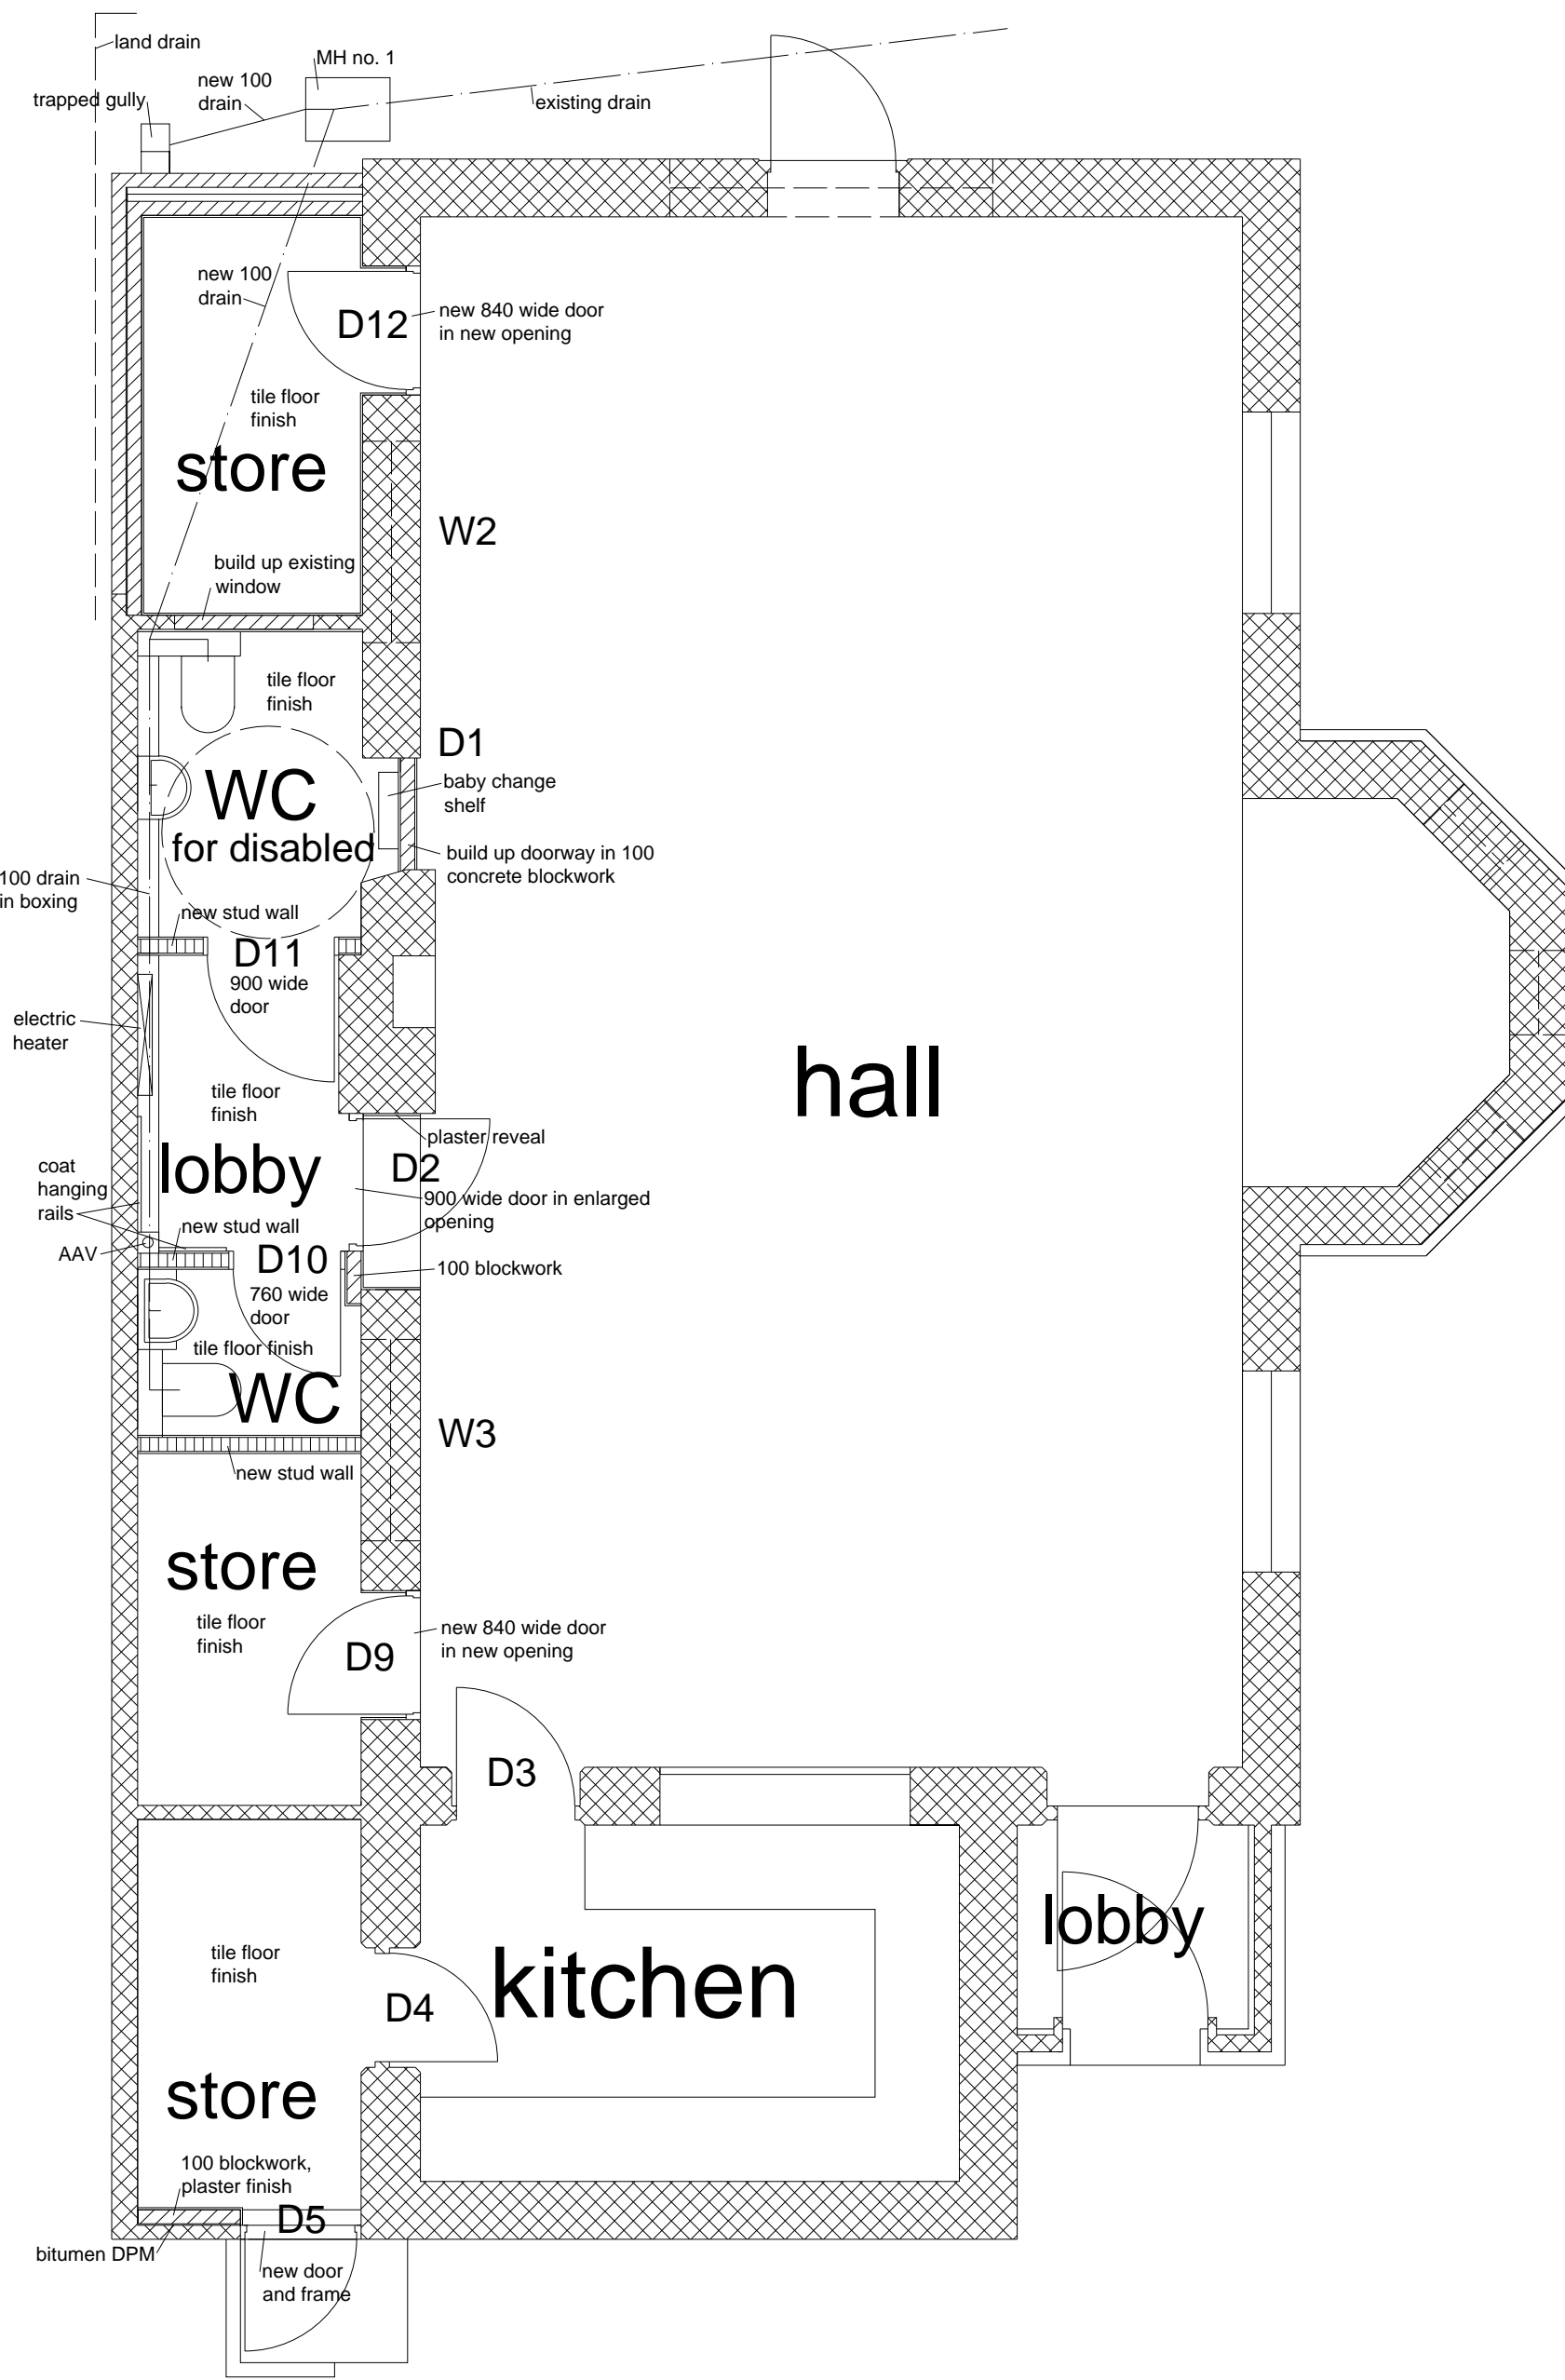 land drain
MH no. 1
new 100
drain
trapped gully
existing drain
new 100
drain
D12
new 840 wide door
in new opening
tile floor
finish
store
W2
build up existing
window
tile floor
finish
D1
WC
for disabled
baby change
shelf
build up doorway in 100
concrete blockwork
100 drain
in boxing
new stud wall
D11
900 wide
door
electric
heater
hall
tile floor
finish
plaster reveal
lobby
D2
coat
hanging
rails
900 wide door in enlarged
opening
new stud wall
AAV
D10
100 blockwork
760 wide
door
tile floor finish
WC
W3
new stud wall
store
tile floor
finish
D9
new 840 wide door
in new opening
D3
lobby
tile floor
finish
kitchen
D4
store
100 blockwork,
plaster finish
D5
bitumen DPM
new door
and frame